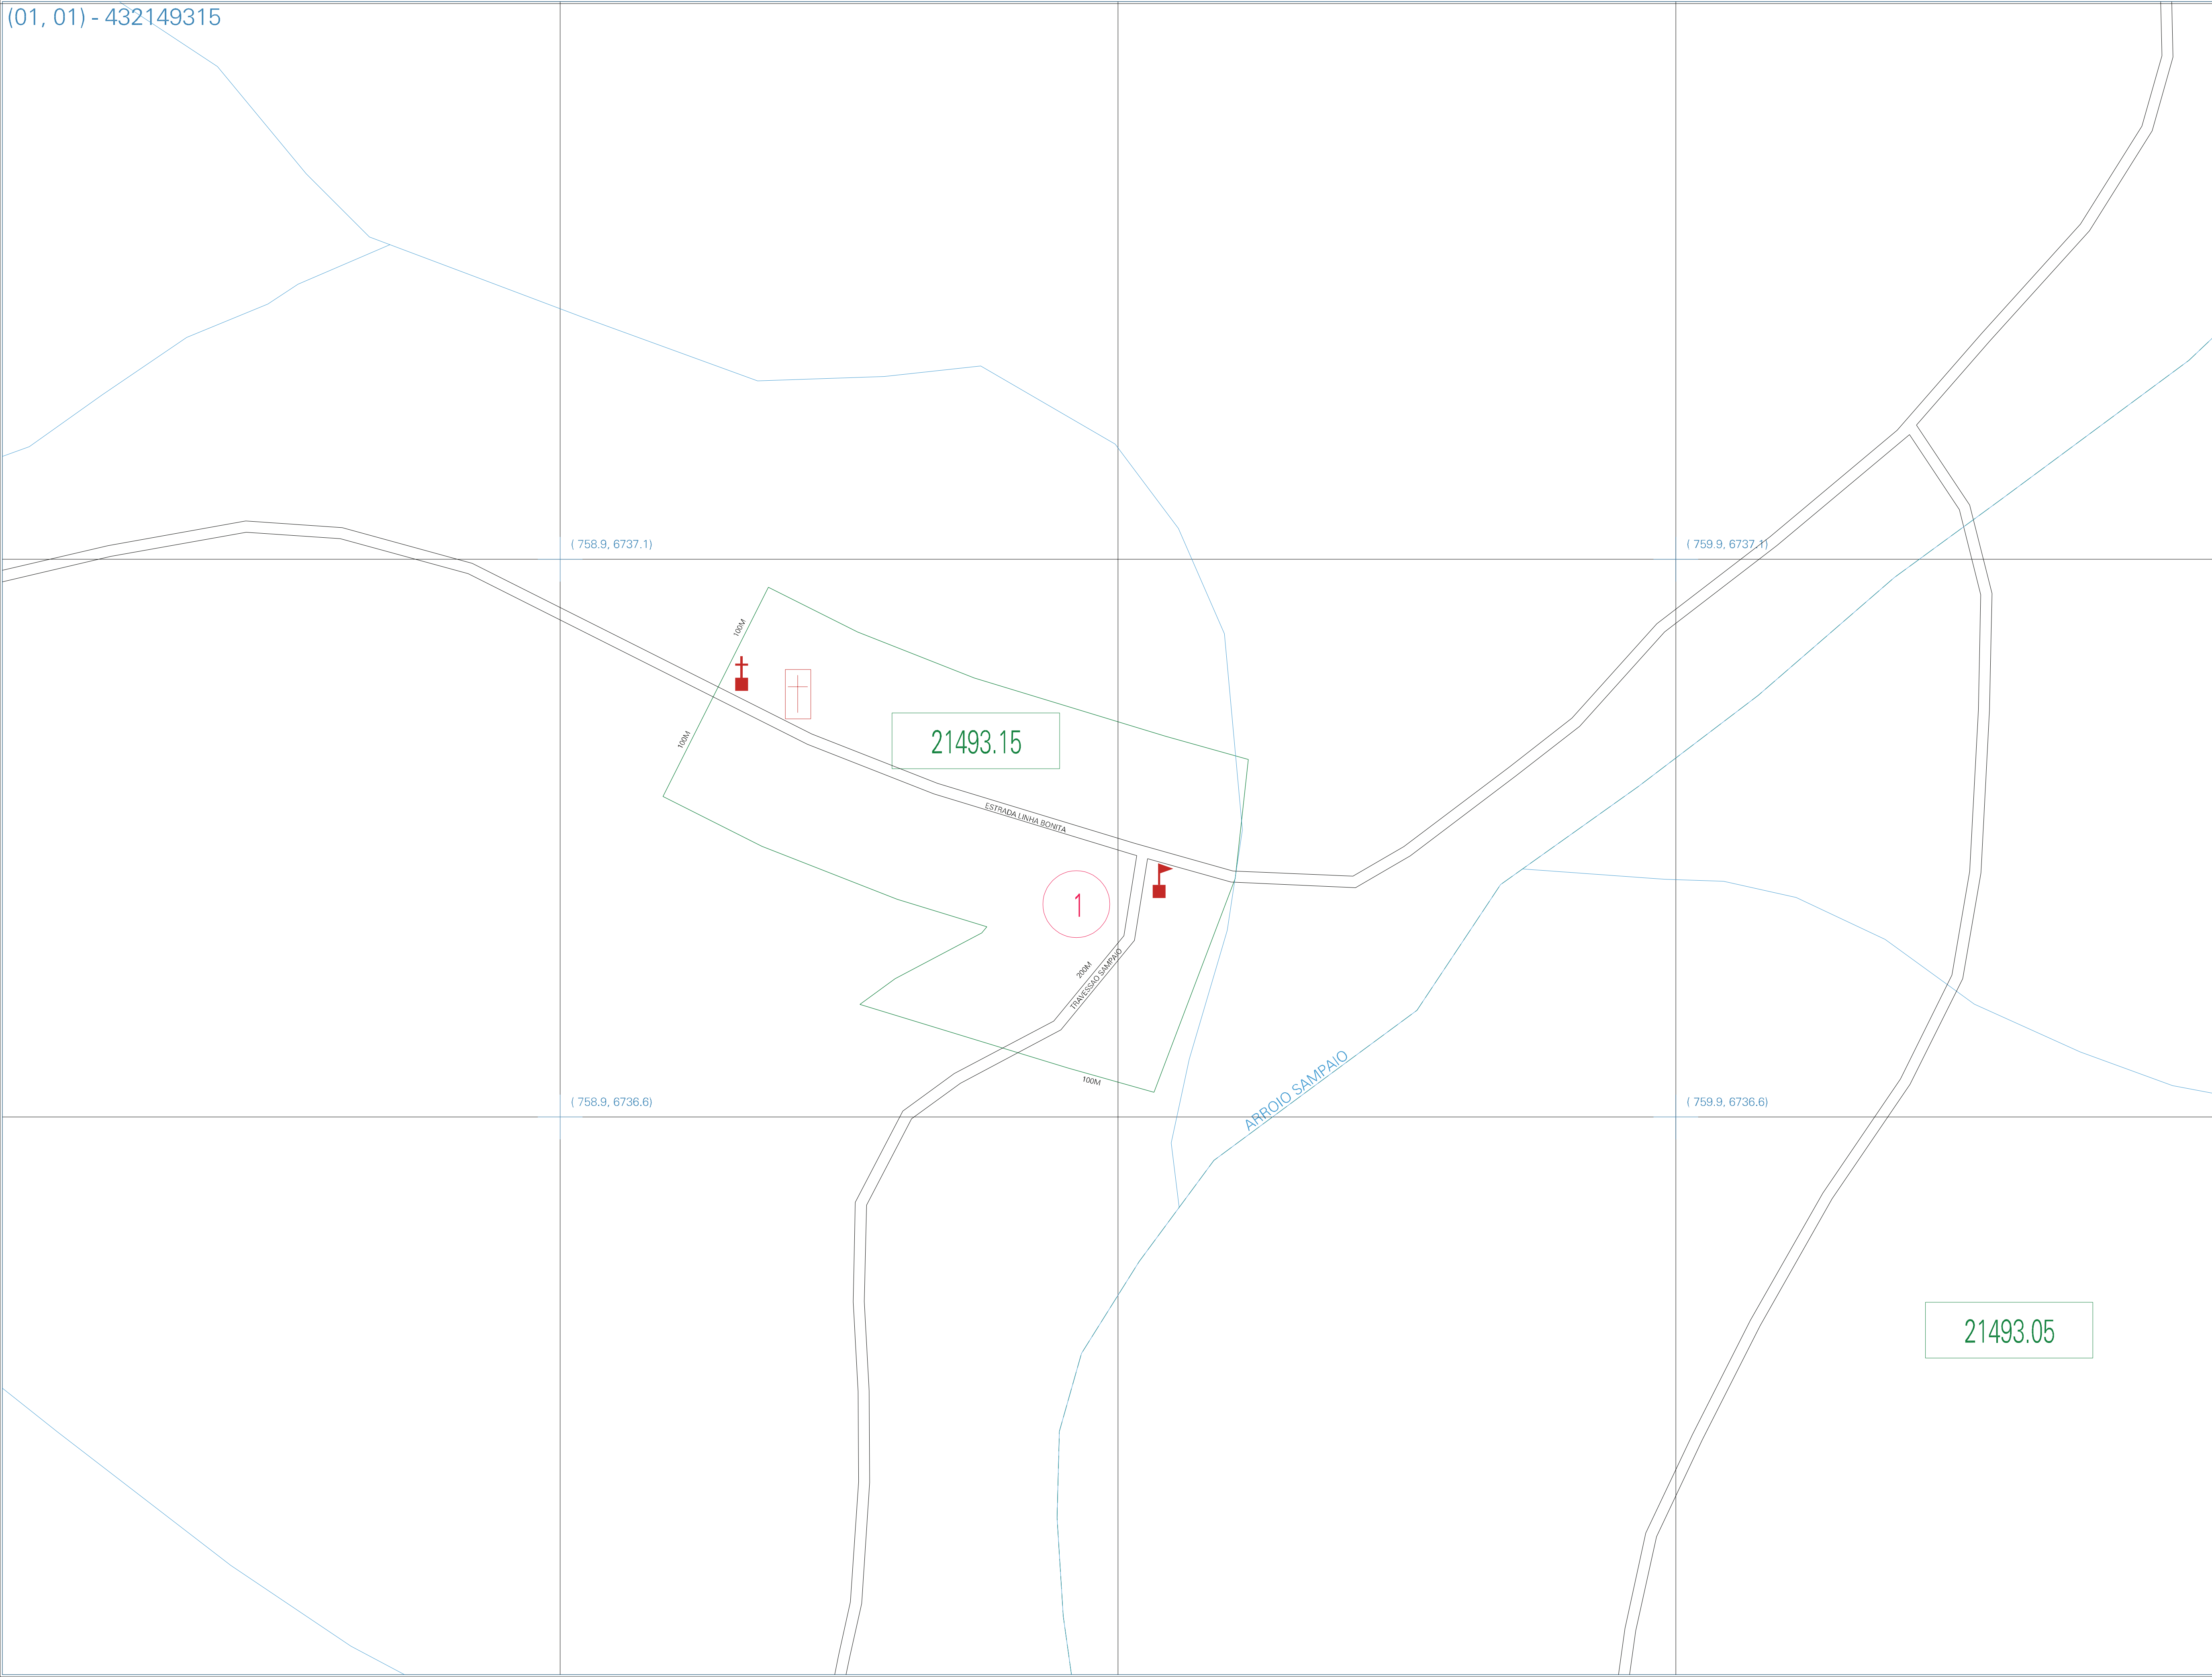 (01, 01) - 432149315
( 758.9, 6737.1)
( 759.9, 6737.1)
100M
100M
21493.15
ESTRADA LINHA BONITA
1
200M
TRAVESSAO SAMPAIO
100M
ARROIO SAMPAIO
( 758.9, 6736.6)
( 759.9, 6736.6)
21493.05